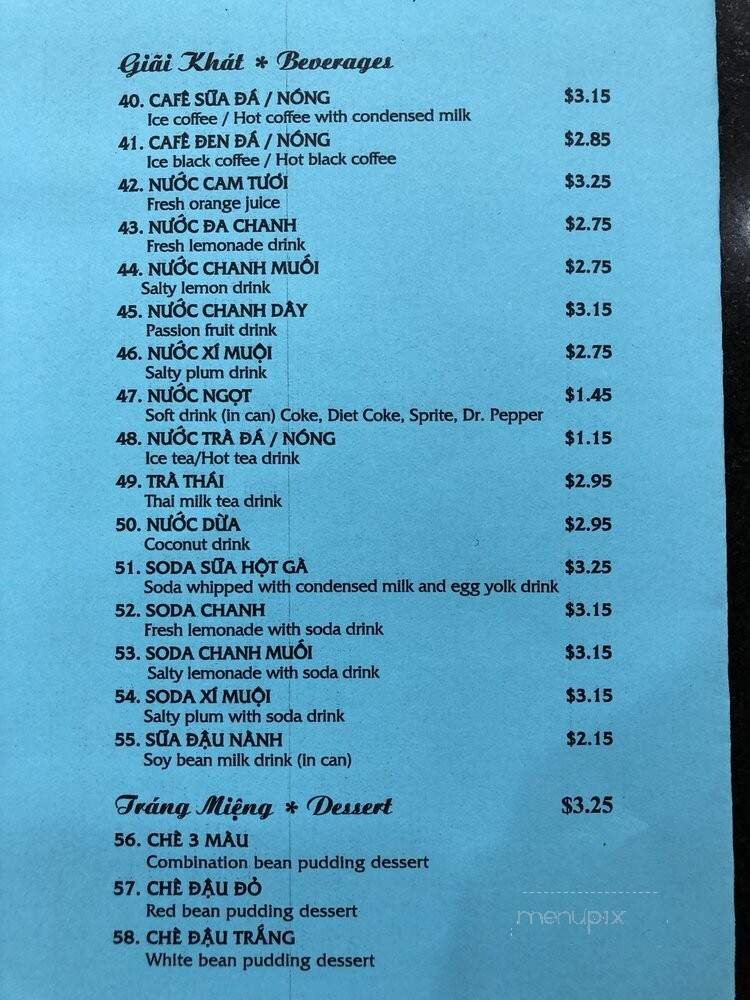 Giãi Khát * Beverages
40. CAFÊ SỮA ĐÁ / NÓNG $3.15
Ice coffee / Hot coffee with condensed milk
41. CAFÊ ĐEN ĐÁ / NÓNG $2.85
Ice black coffee / Hot black coffee
42. NƯỚC CAM TƯƠI $3.25
Fresh orange juice
43. NƯỚC ĐA CHANH $2.75
Fresh lemonade drink
44. NƯỚC CHANH MUỐI $2.75
Salty lemon drink
45. NƯỚC CHANH DÂY $3.15
Passion fruit drink
46. NƯỚC XÍ MUỘI $2.75
Salty plum drink
47. NƯỚC NGỌT $1.45
Soft drink (in can) Coke, Diet Coke, Sprite, Dr. Pepper
48. NƯỚC TRÀ ĐÁ / NÓNG $1.15
Ice tea/Hot tea drink
49. TRÀ THÁI $2.95
Thai milk tea drink
50. NƯỚC DỪA $2.95
Coconut drink
51. SODA SỮA HỘT GÀ $3.25
Soda whipped with condensed milk and egg yolk drink
52. SODA CHANH $3.15
Fresh lemonade with soda drink
53. SODA CHANH MUỐI $3.15
Salty lemonade with soda drink
54. SODA XÍ MUỘI $3.15
Salty plum with soda drink
55. SỮA ĐẬU NÀNH $2.15
Soy bean milk drink (in can)
Tráng Miệng * Dessert $3.25
56. CHÈ 3 MÀU
Combination bean pudding dessert
57. CHÈ ĐẬU ĐỎ
Red bean pudding dessert
58. CHÈ ĐẬU TRẮNG
White bean pudding dessert
menupix